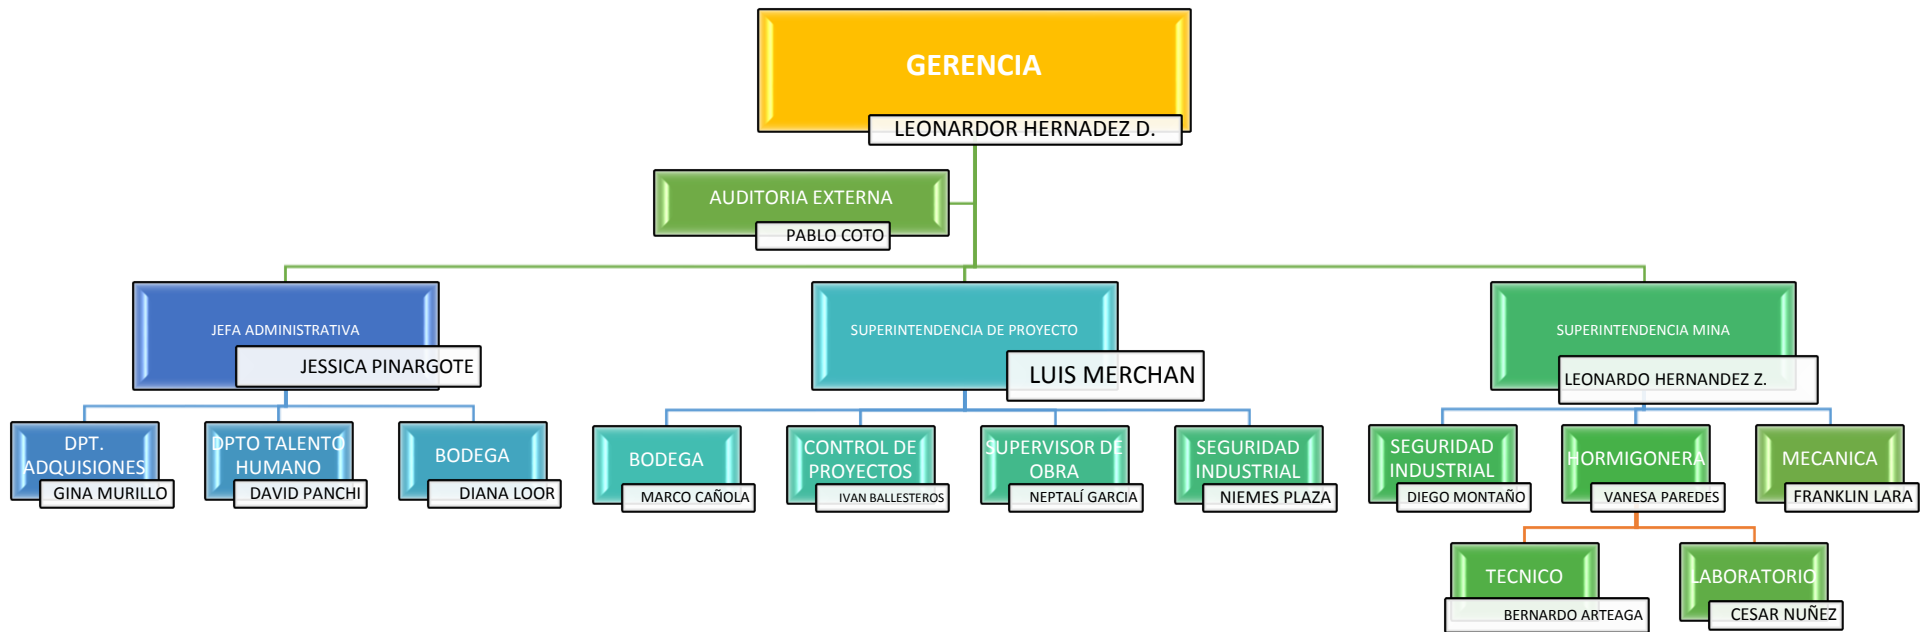 GERENCIA
LEONARDOR HERNADEZ D.
AUDITORIA EXTERNA
PABLO COTO
JEFA ADMINISTRATIVA
JESSICA PINARGOTE
SUPERINTENDENCIA DE PROYECTO
LUIS MERCHAN
SUPERINTENDENCIA MINA
LEONARDO HERNANDEZ Z.
DPT.
ADQUISIONES
GINA MURILLO
DPTO TALENTO
HUMANO
DAVID PANCHI
BODEGA
DIANA LOOR
BODEGA
MARCO CAÑOLA
CONTROL DE
PROYECTOS
IVAN BALLESTEROS
SUPERVISOR DE
OBRA
NEPTALÍ GARCIA
SEGURIDAD
INDUSTRIAL
NIEMES PLAZA
SEGURIDAD
INDUSTRIAL
DIEGO MONTAÑO
HORMIGONERA
VANESA PAREDES
MECANICA
FRANKLIN LARA
TECNICO
BERNARDO ARTEAGA
LABORATORIO
CESAR NUÑEZ